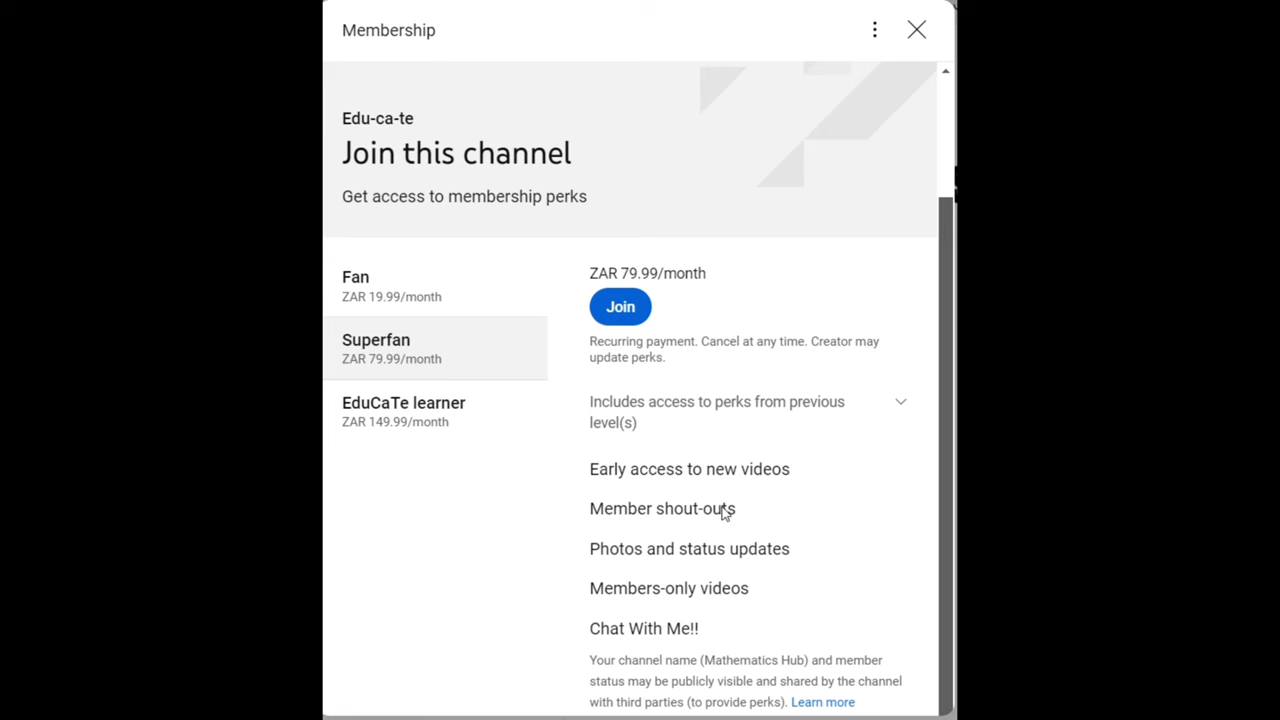 Membership
Edu-ca-te
Join this channel
Get access to membership perks
Fan
ZAR 19.99/month
Superfan
ZAR 79.99/month
EduCaTe learner
ZAR 149.99/month
ZAR 79.99/month
Join
Recurring payment. Cancel at any time. Creator may
update perks.
Includes access to perks from previous
level(s)
Early access to new videos
Member shout-outs
Photos and status updates
Members-only videos
Chat With Me!!
Your channel name (Mathematics Hub) and member
status may be publicly visible and shared by the channel
with third parties (to provide perks). Learn more